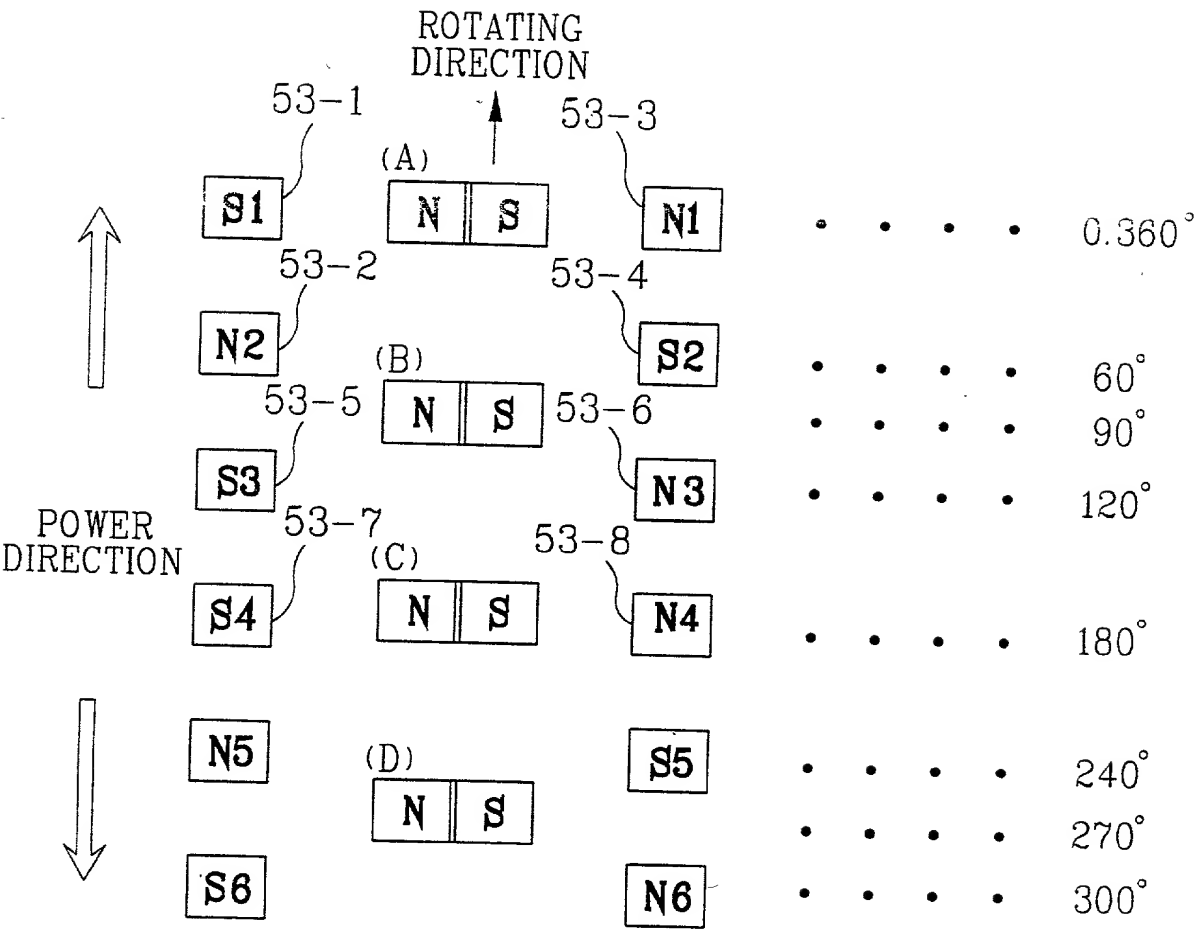 ROTATING
DIRECTION
53-1
53-3
(A)
S1
N S
N1
0.360°
53-2
53-4
N2
S2
(B)
60°
53-5
N S
53-6
90°
S3
N3
120°
POWER
DIRECTION
53-7
53-8
(C)
S4
N S
N4
180°
N5
S5
(D)
240°
N S
270°
S6
N6
300°